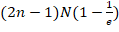 (2n − 1)N(1 − 1/e)